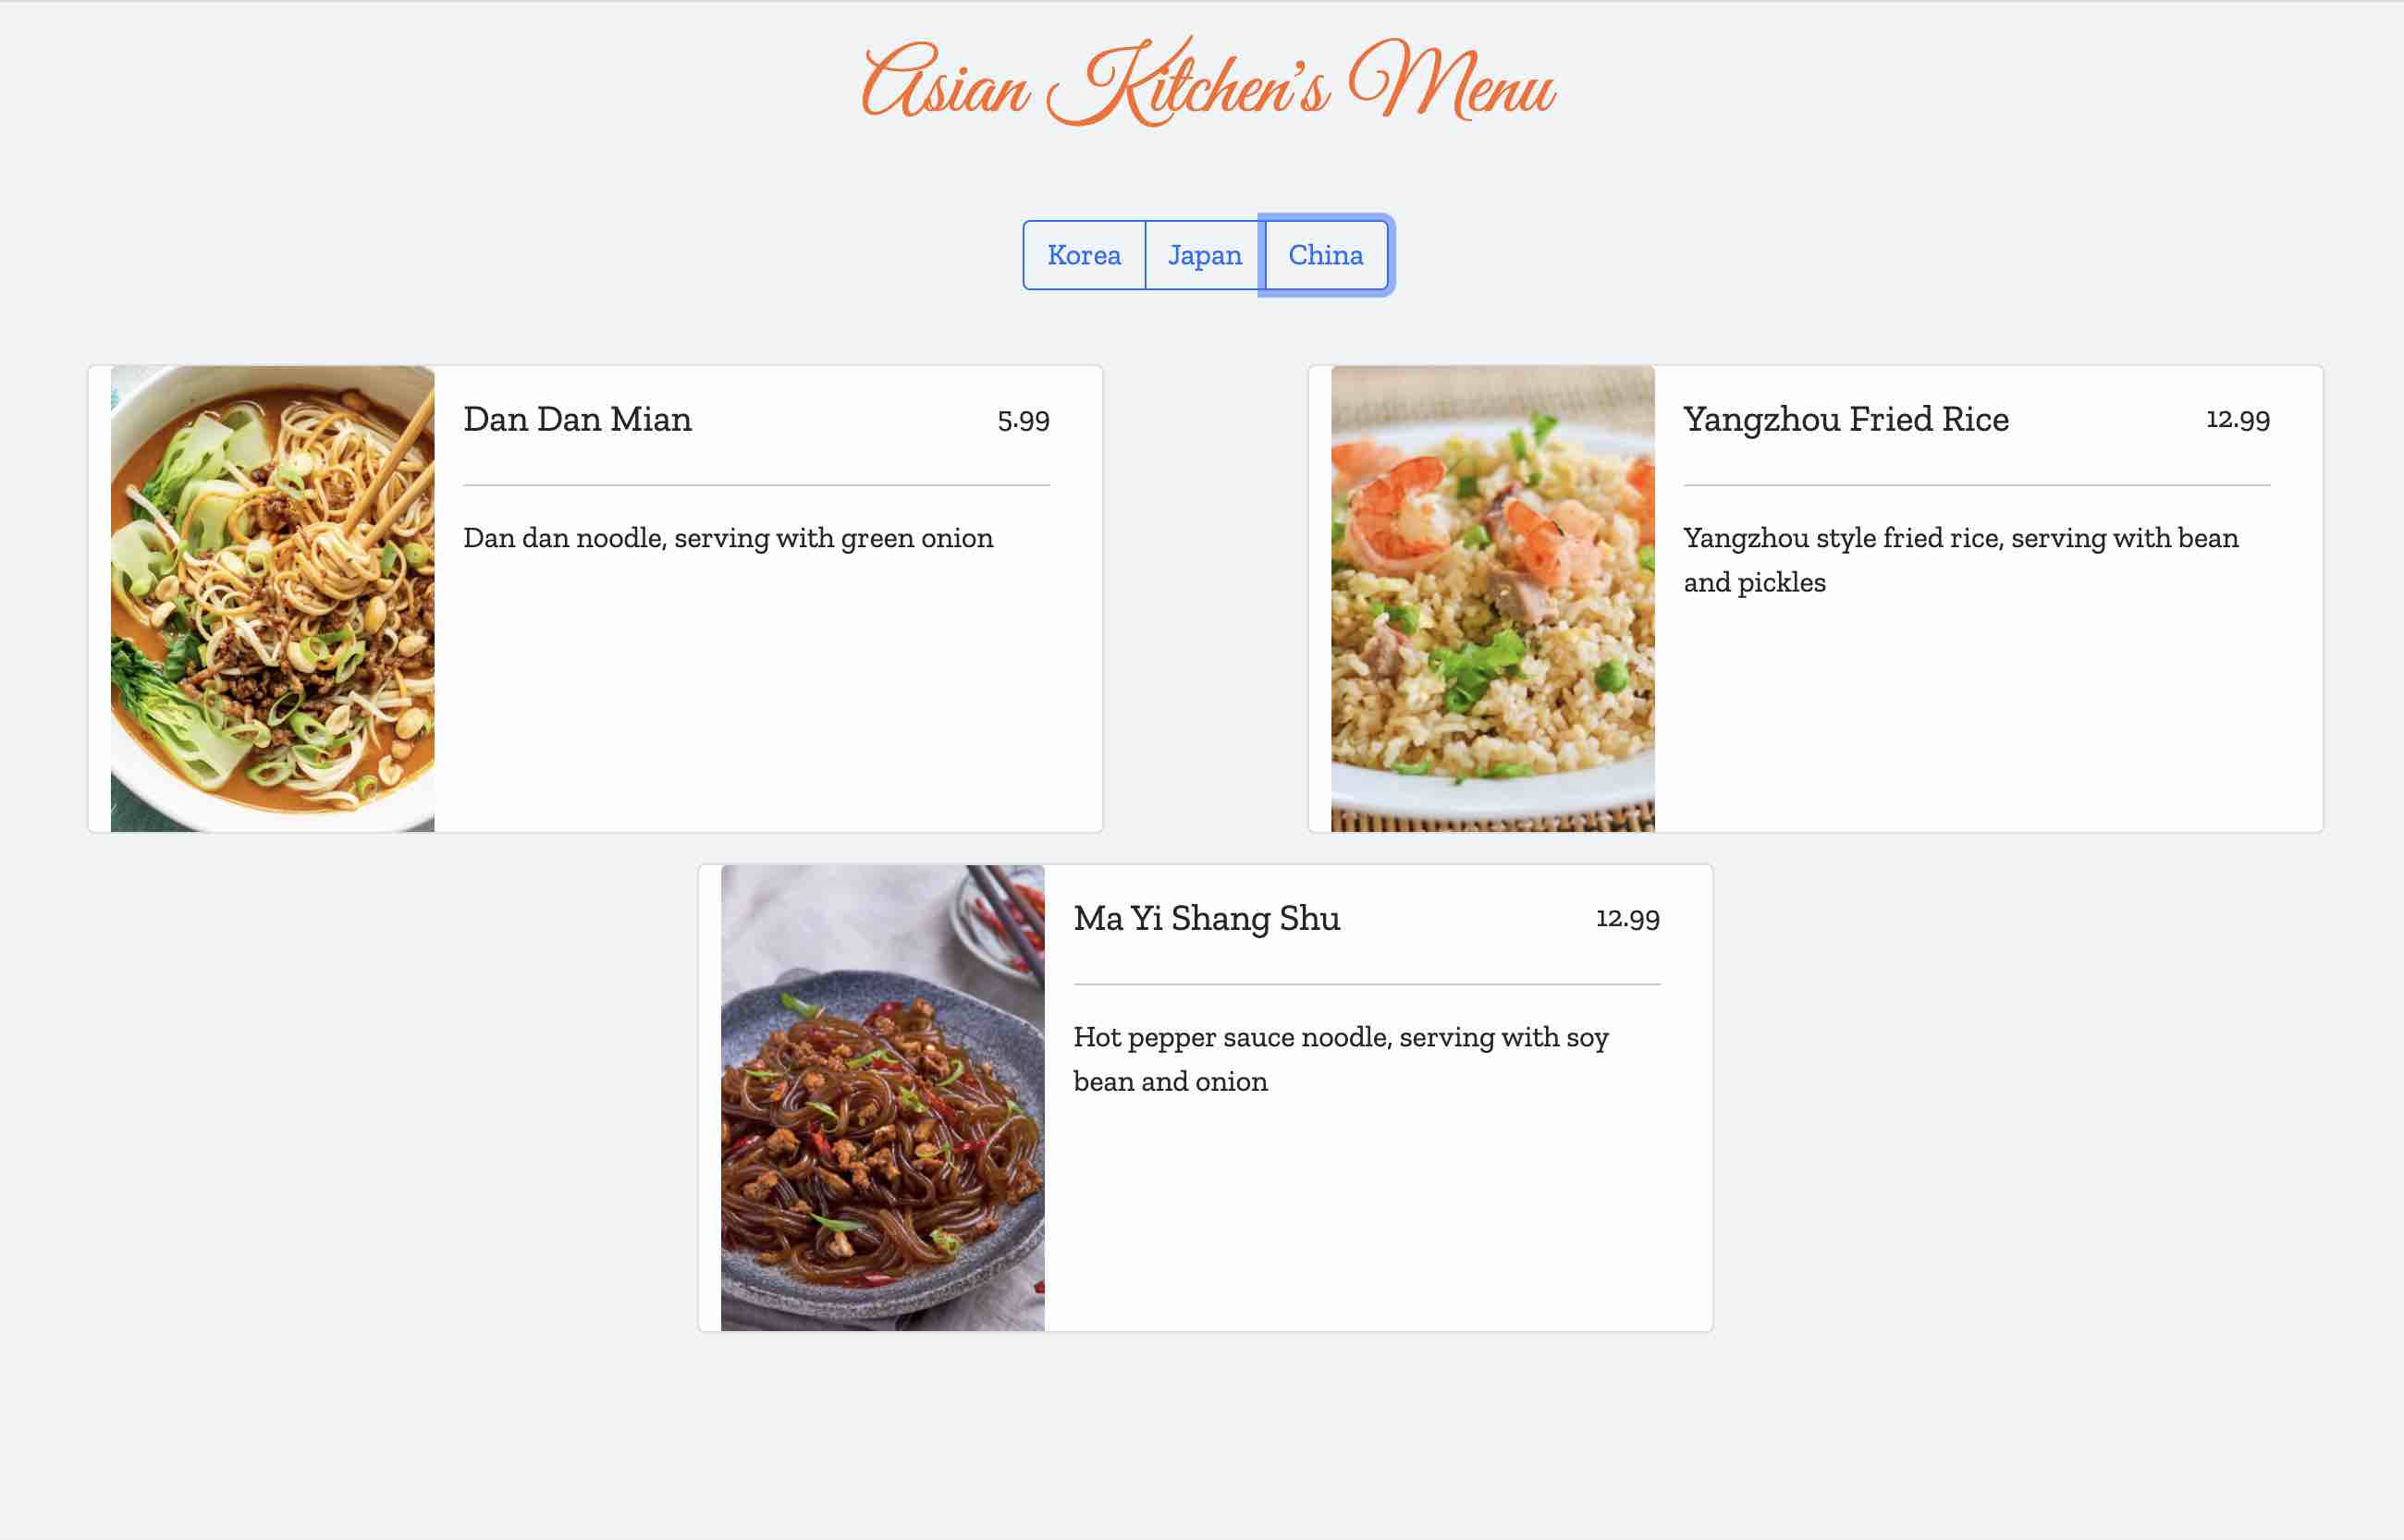 Asian Kitchen's Menu
Korea Japan China
Dan Dan Mian 5.99
Dan dan noodle, serving with green onion
Yangzhou Fried Rice 12.99
Yangzhou style fried rice, serving with bean
and pickles
Ma Yi Shang Shu 12.99
Hot pepper sauce noodle, serving with soy
bean and onion